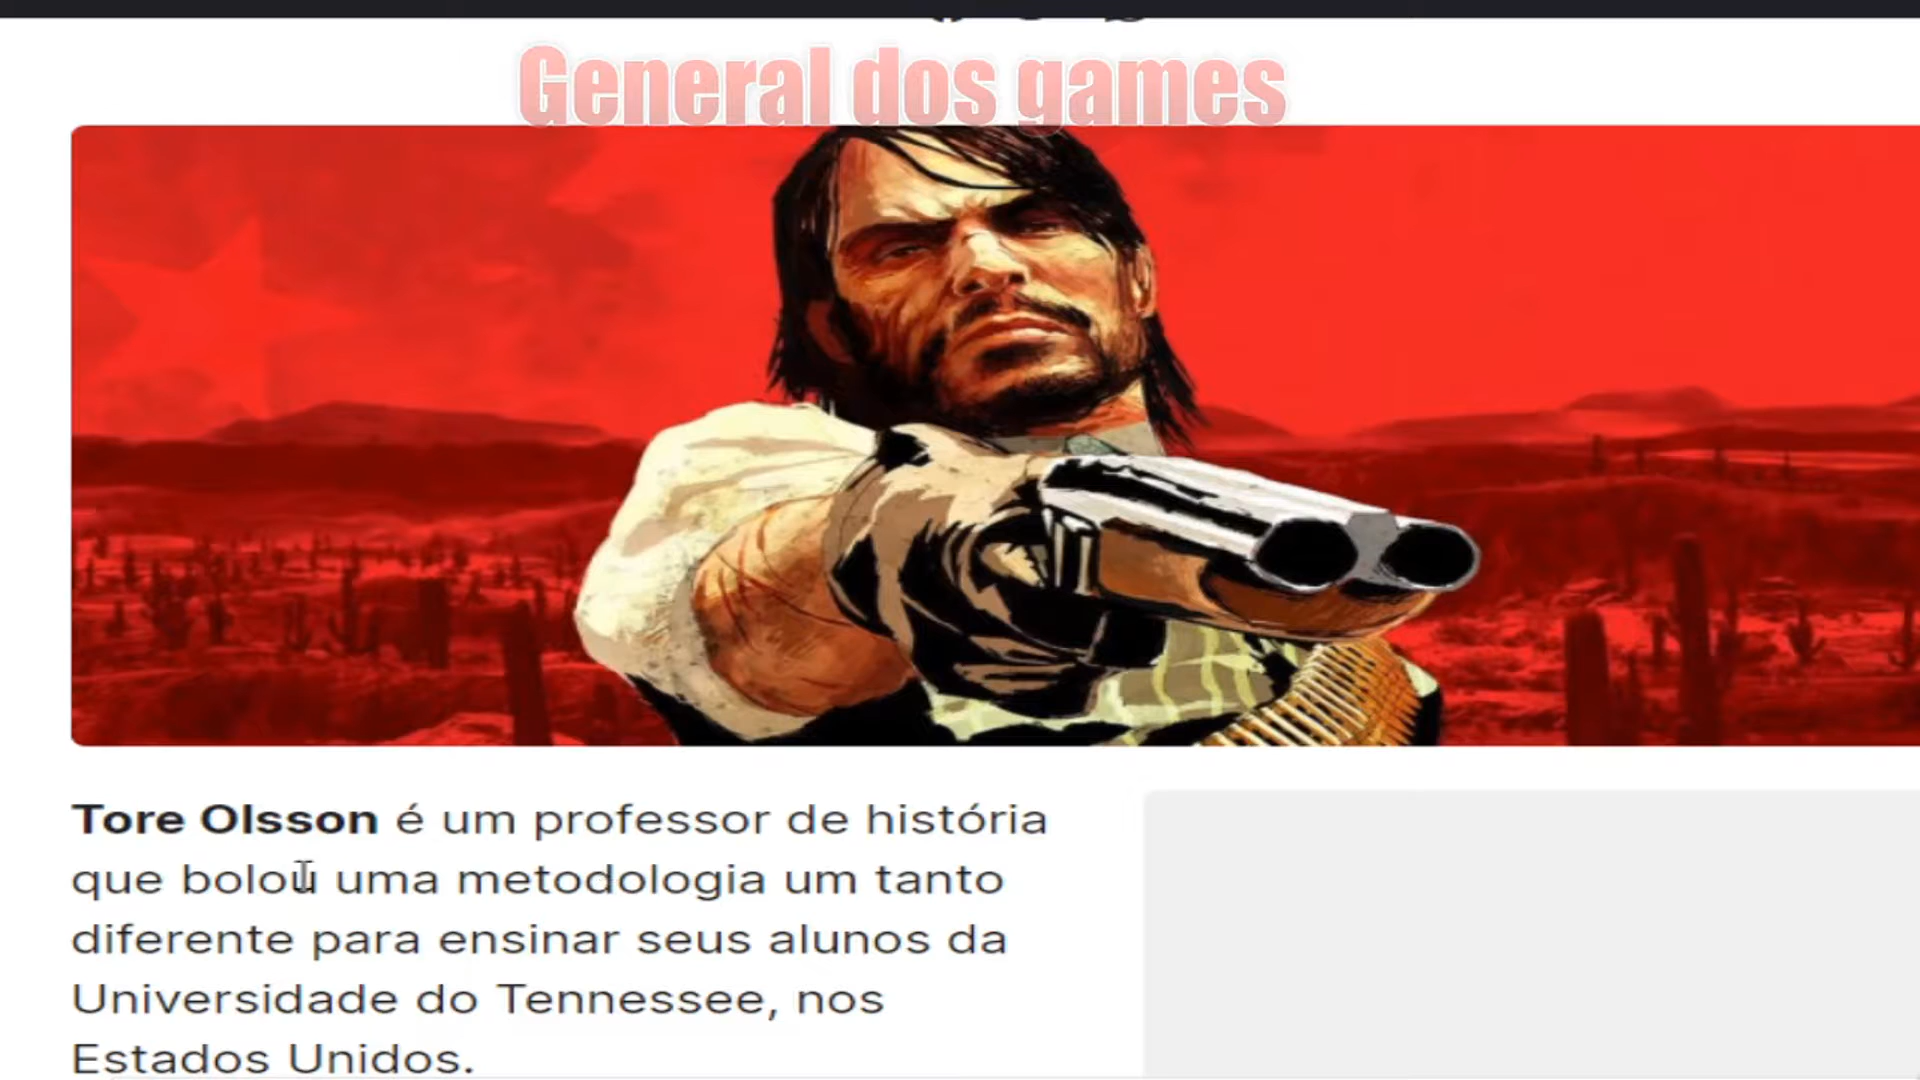 General dos games
Tore Olsson é um professor de história
que bolou uma metodologia um tanto
diferente para ensinar seus alunos da
Universidade do Tennessee, nos
Estados Unidos.